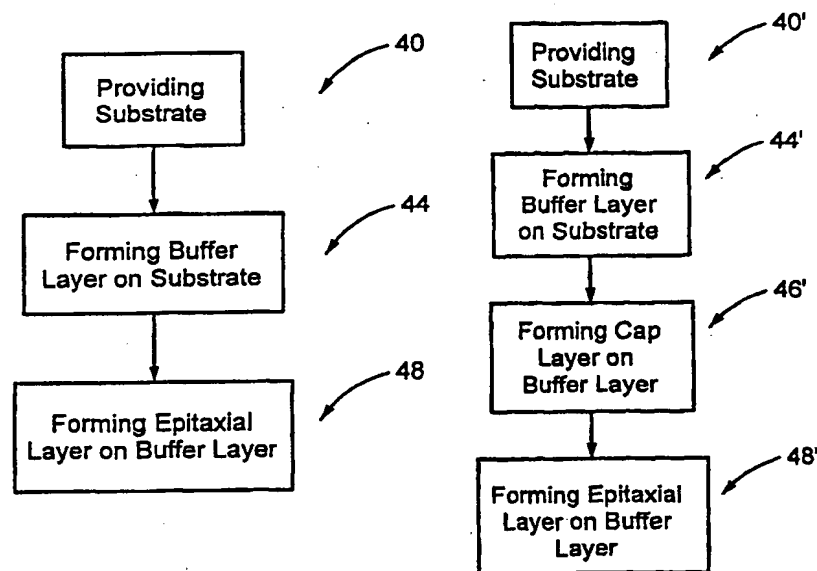 Providing
Substrate
40
Forming Buffer
Layer on Substrate
44
Forming Epitaxial
Layer on Buffer Layer
48
Providing
Substrate
40'
Forming
Buffer Layer
on Substrate
44'
Forming Cap
Layer on
Buffer Layer
46'
Forming Epitaxial
Layer on Buffer
Layer
48'